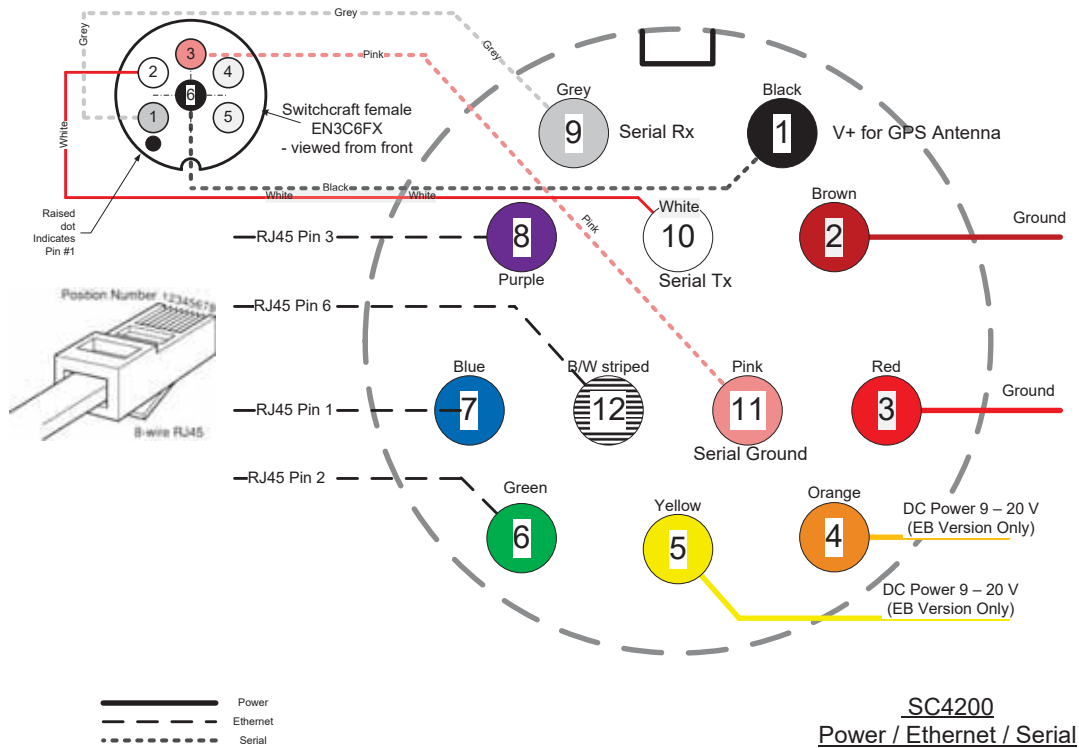 Grey
Grey
Grey
Pink
White
3
2
4
6
1
5
Switchcraft female
EN3C6FX
- viewed from front
Raised
dot
Indicates
Pin #1
Black
White
White
Pink
Grey
9
Serial Rx
Black
1
V+ for GPS Antenna
RJ45 Pin 3
8
Purple
White
10
Serial Tx
Brown
2
Ground
Position Number 12345678
8-wire RJ45
RJ45 Pin 6
RJ45 Pin 1
Blue
7
B/W striped
12
Pink
11
Serial Ground
Red
3
Ground
RJ45 Pin 2
Green
6
Yellow
5
Orange
4
DC Power 9 – 20 V
(EB Version Only)
DC Power 9 – 20 V
(EB Version Only)
Power
Ethernet
Serial
SC4200
Power / Ethernet / Serial